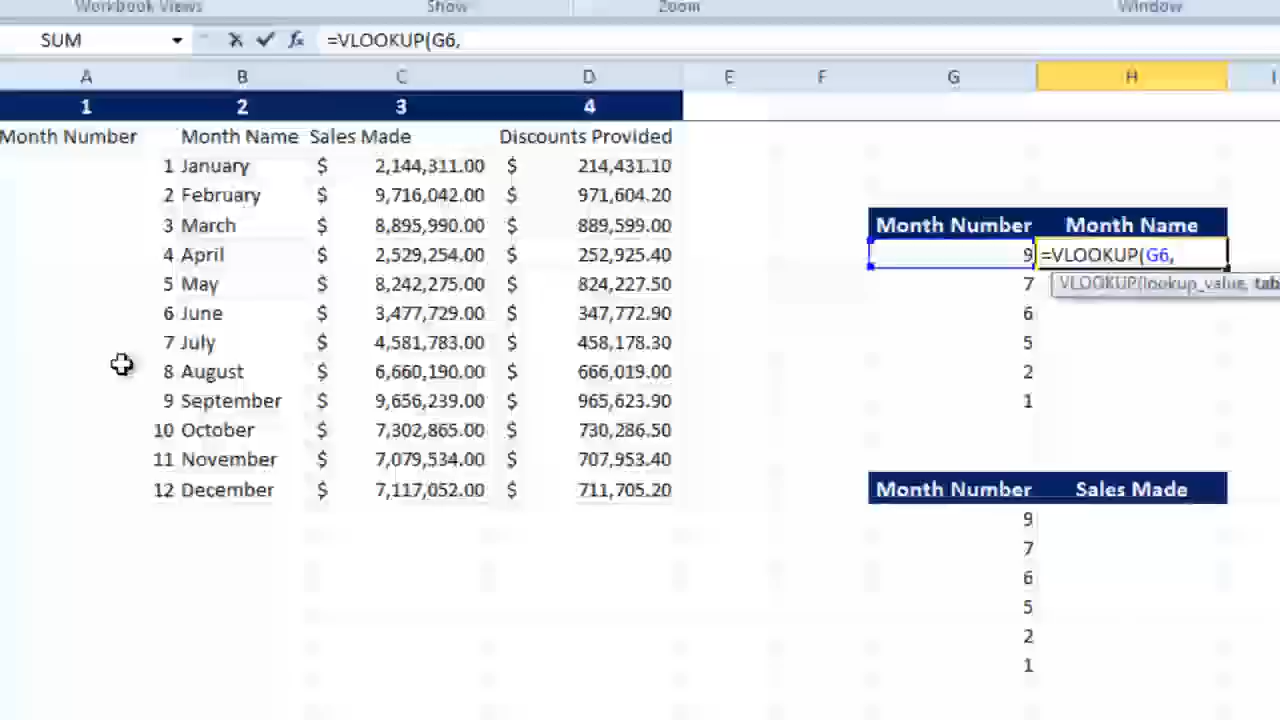 Workbook Views Show Zoom Window
SUM =VLOOKUP(G6,
A B C D E F G H I
1 2 3 4
Month Number Month Name Sales Made Discounts Provided
1 January $ 2,144,311.00 $ 214,431.10
2 February $ 9,716,042.00 $ 971,604.20
3 March $ 8,895,990.00 $ 889,599.00
Month Number Month Name
4 April $ 2,529,254.00 $ 252,925.40
9 =VLOOKUP(G6,
5 May $ 8,242,275.00 $ 824,227.50
7 VLOOKUP(lookup_value, tab
6 June $ 3,477,729.00 $ 347,772.90
6
7 July $ 4,581,783.00 $ 458,178.30
5
8 August $ 6,660,190.00 $ 666,019.00
2
9 September $ 9,656,239.00 $ 965,623.90
1
10 October $ 7,302,865.00 $ 730,286.50
11 November $ 7,079,534.00 $ 707,953.40
12 December $ 7,117,052.00 $ 711,705.20
Month Number Sales Made
9
7
6
5
2
1